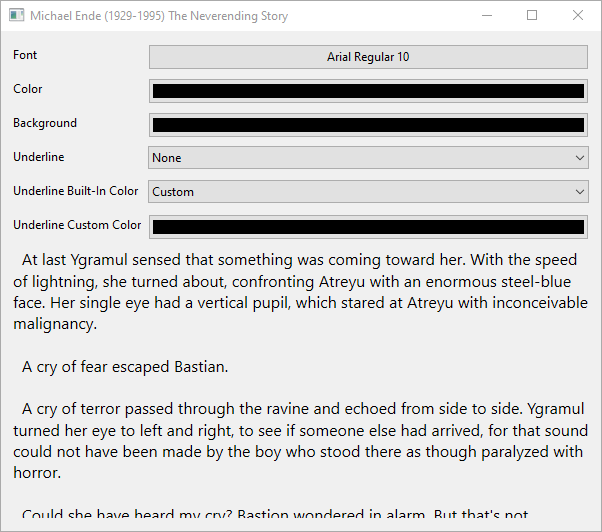 Michael Ende (1929-1995) The Neverending Story
Font
Arial Regular 10
Color
Background
Underline
None
Underline Built-In Color
Custom
Underline Custom Color
At last Ygramul sensed that something was coming toward her. With the speed
of lightning, she turned about, confronting Atreyu with an enormous steel-blue
face. Her single eye had a vertical pupil, which stared at Atreyu with inconceivable
malignancy.
A cry of fear escaped Bastian.
A cry of terror passed through the ravine and echoed from side to side. Ygramul
turned her eye to left and right, to see if someone else had arrived, for that sound
could not have been made by the boy who stood there as though paralyzed with
horror.
Could she have heard my cry? Bastion wondered in alarm. But that's not